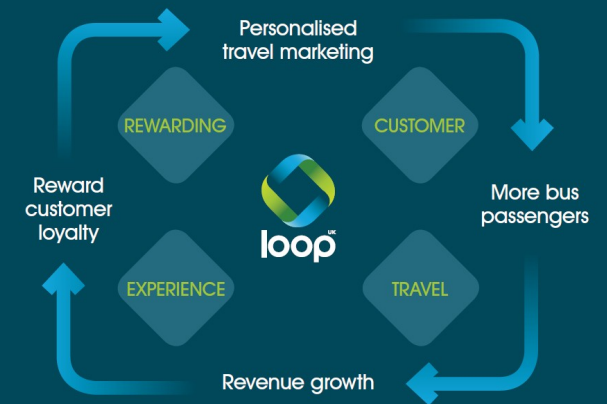 Personalised
travel marketing
REWARDING
CUSTOMER
Reward
customer
loyalty
More bus
passengers
loop UK
EXPERIENCE
TRAVEL
Revenue growth